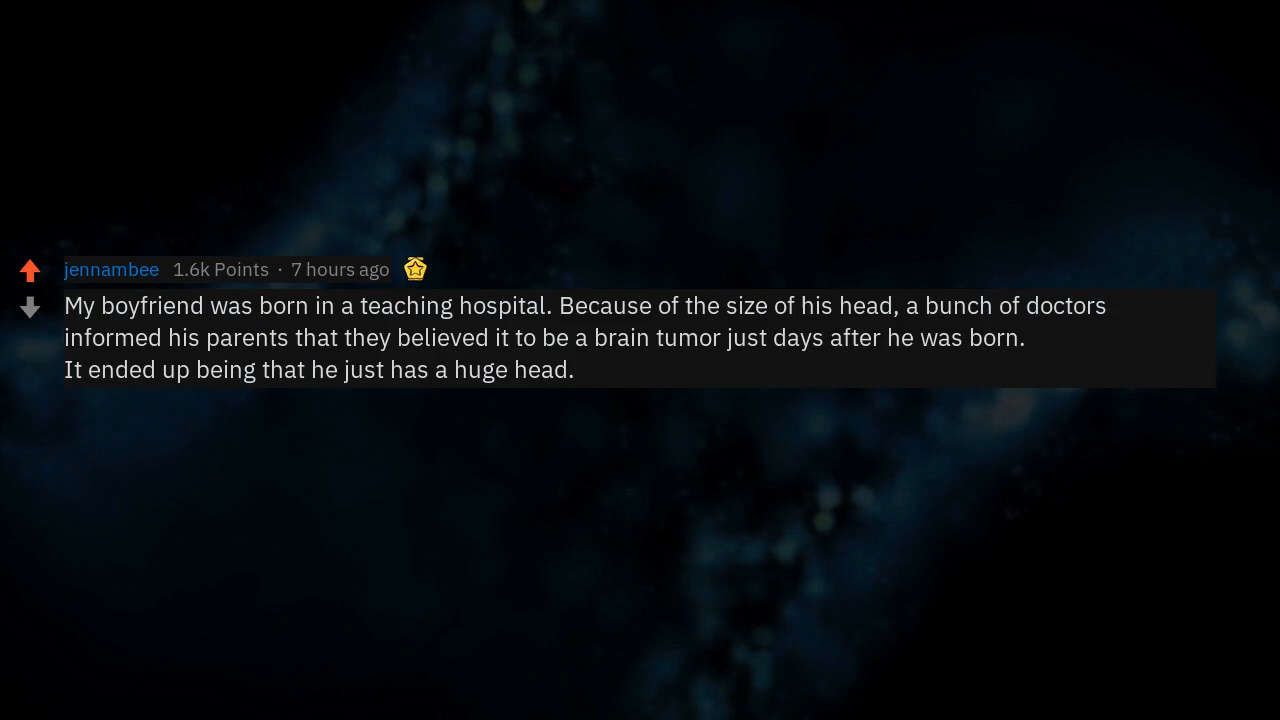 jennambee 1.6k Points · 7 hours ago
My boyfriend was born in a teaching hospital. Because of the size of his head, a bunch of doctors
informed his parents that they believed it to be a brain tumor just days after he was born.
It ended up being that he just has a huge head.